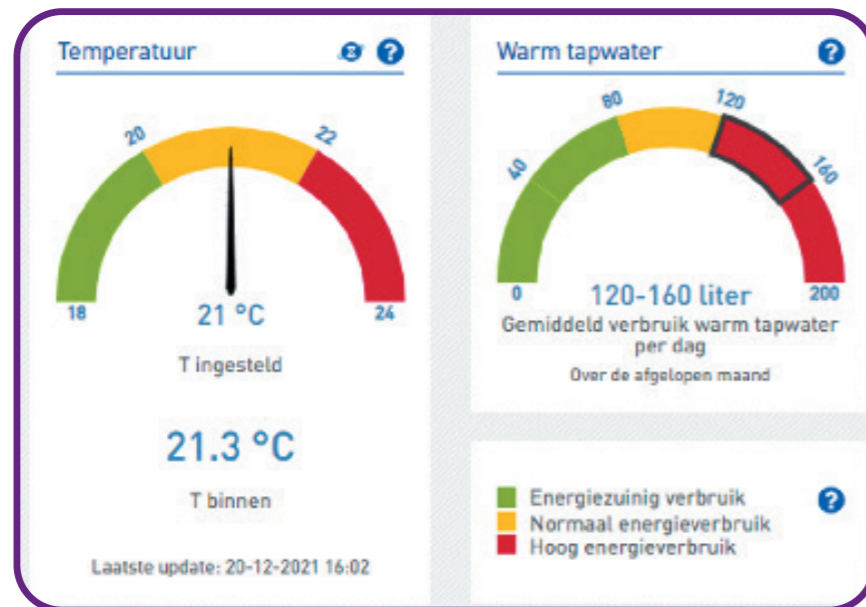 Temperatuur
?
20
22
18
24
21 °C
T ingesteld
21.3 °C
T binnen
Laatste update: 20-12-2021 16:02
Warm tapwater
?
80
120
40
160
0
200
120-160 liter
Gemiddeld verbruik warm tapwater
per dag
Over de afgelopen maand
Energiezuinig verbruik
?
Normaal energieverbruik
Hoog energieverbruik